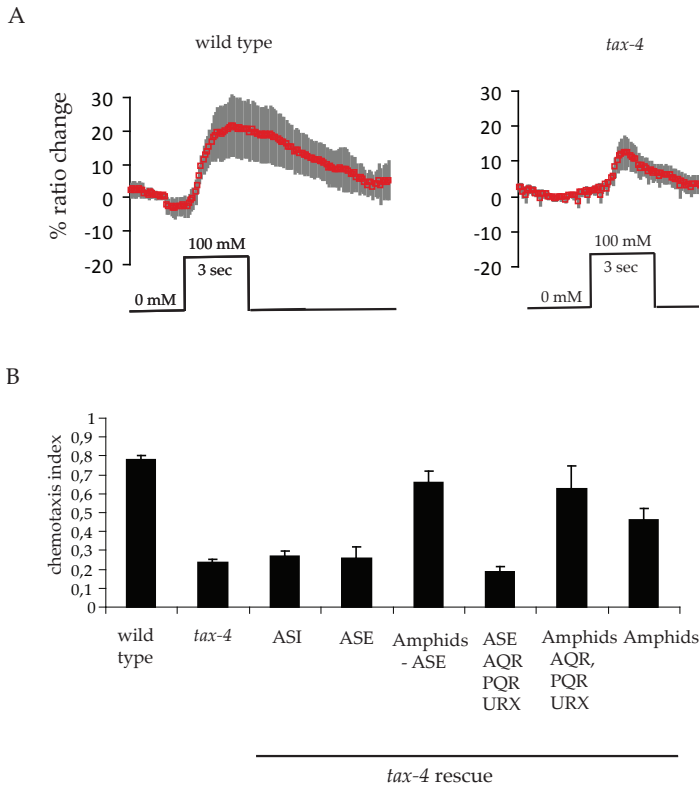 A
wild type
tax-4
% ratio change
30
20
10
0
-10
-20
100 mM
3 sec
0 mM
30
20
10
0
-10
-20
100 mM
3 sec
0 mM
B
chemotaxis index
1
0,9
0,8
0,7
0,6
0,5
0,4
0,3
0,2
0,1
0
wild
type
tax-4
ASI
ASE
Amphids
- ASE
ASE
AQR
PQR
URX
Amphids
AQR,
PQR
URX
Amphids
tax-4 rescue